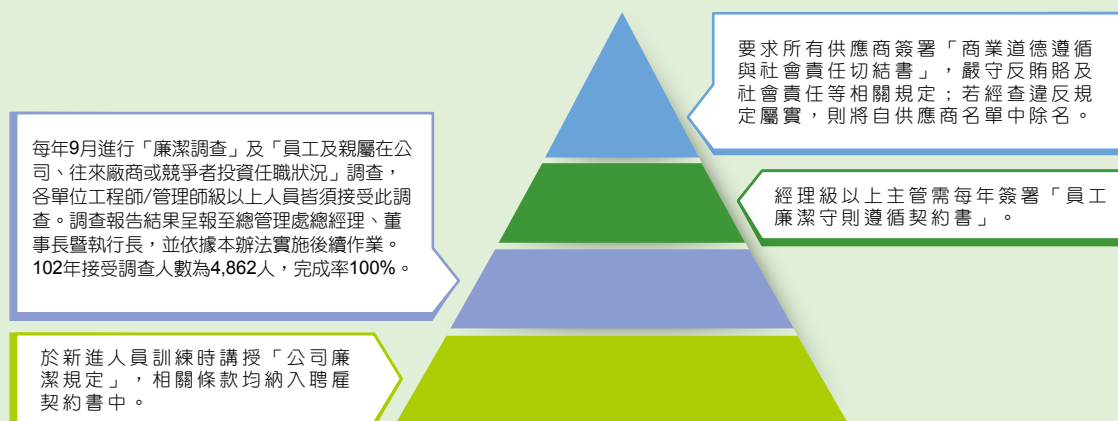 要求所有供應商簽署「商業道德遵循
與社會責任切結書」，嚴守反賄賂及
社會責任等相關規定；若經查違反規
定屬實，則將自供應商名單中除名。
每年9月進行「廉潔調查」及「員工及親屬在公
司、往來廠商或競爭者投資任職狀況」調查，
各單位工程師/管理師級以上人員皆須接受此調
查。調查報告結果呈報至總管理處總經理、董
事長暨執行長，並依據本辦法實施後續作業。
102年接受調查人數為4,862人，完成率100%。
經理級以上主管需每年簽署「員工
廉潔守則遵循契約書」。
於新進人員訓練時講授「公司廉
潔規定」，相關條款均納入聘雇
契約書中。